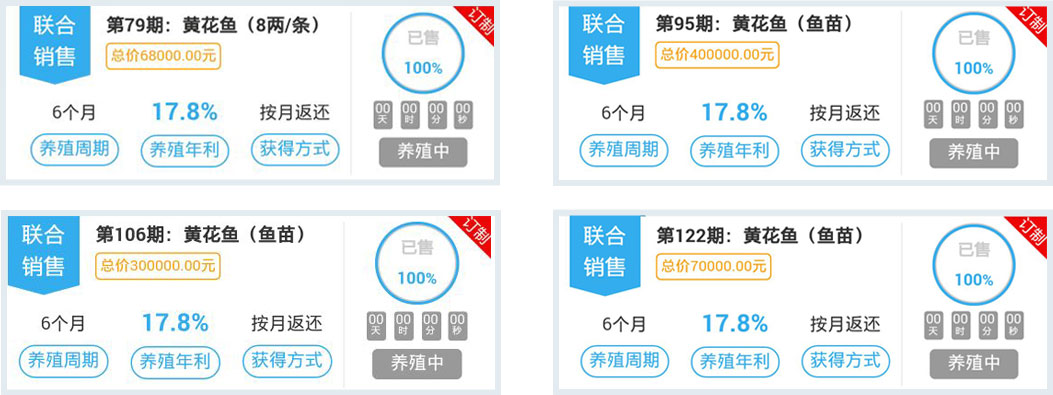 联合
销售
第79期：黄花鱼（8两/条）
总价68000.00元
订制
已售
100%
6个月
17.8%
按月返还
00天
00时
00分
00秒
养殖周期
养殖年利
获得方式
养殖中
联合
销售
第95期：黄花鱼（鱼苗）
总价400000.00元
订制
已售
100%
6个月
17.8%
按月返还
00天
00时
00分
00秒
养殖周期
养殖年利
获得方式
养殖中
联合
销售
第106期：黄花鱼（鱼苗）
总价300000.00元
订制
已售
100%
6个月
17.8%
按月返还
00天
00时
00分
00秒
养殖周期
养殖年利
获得方式
养殖中
联合
销售
第122期：黄花鱼（鱼苗）
总价70000.00元
订制
已售
100%
6个月
17.8%
按月返还
00天
00时
00分
00秒
养殖周期
养殖年利
获得方式
养殖中